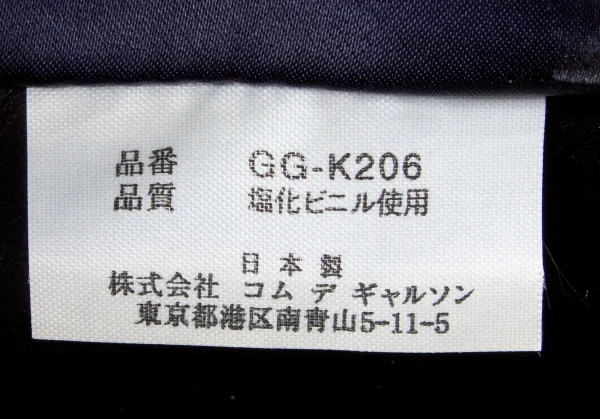 品番 GG-K206
品質 塩化ビニル使用
日本製
株式会社 コム デ ギャルソン
東京都港区南青山5-11-5